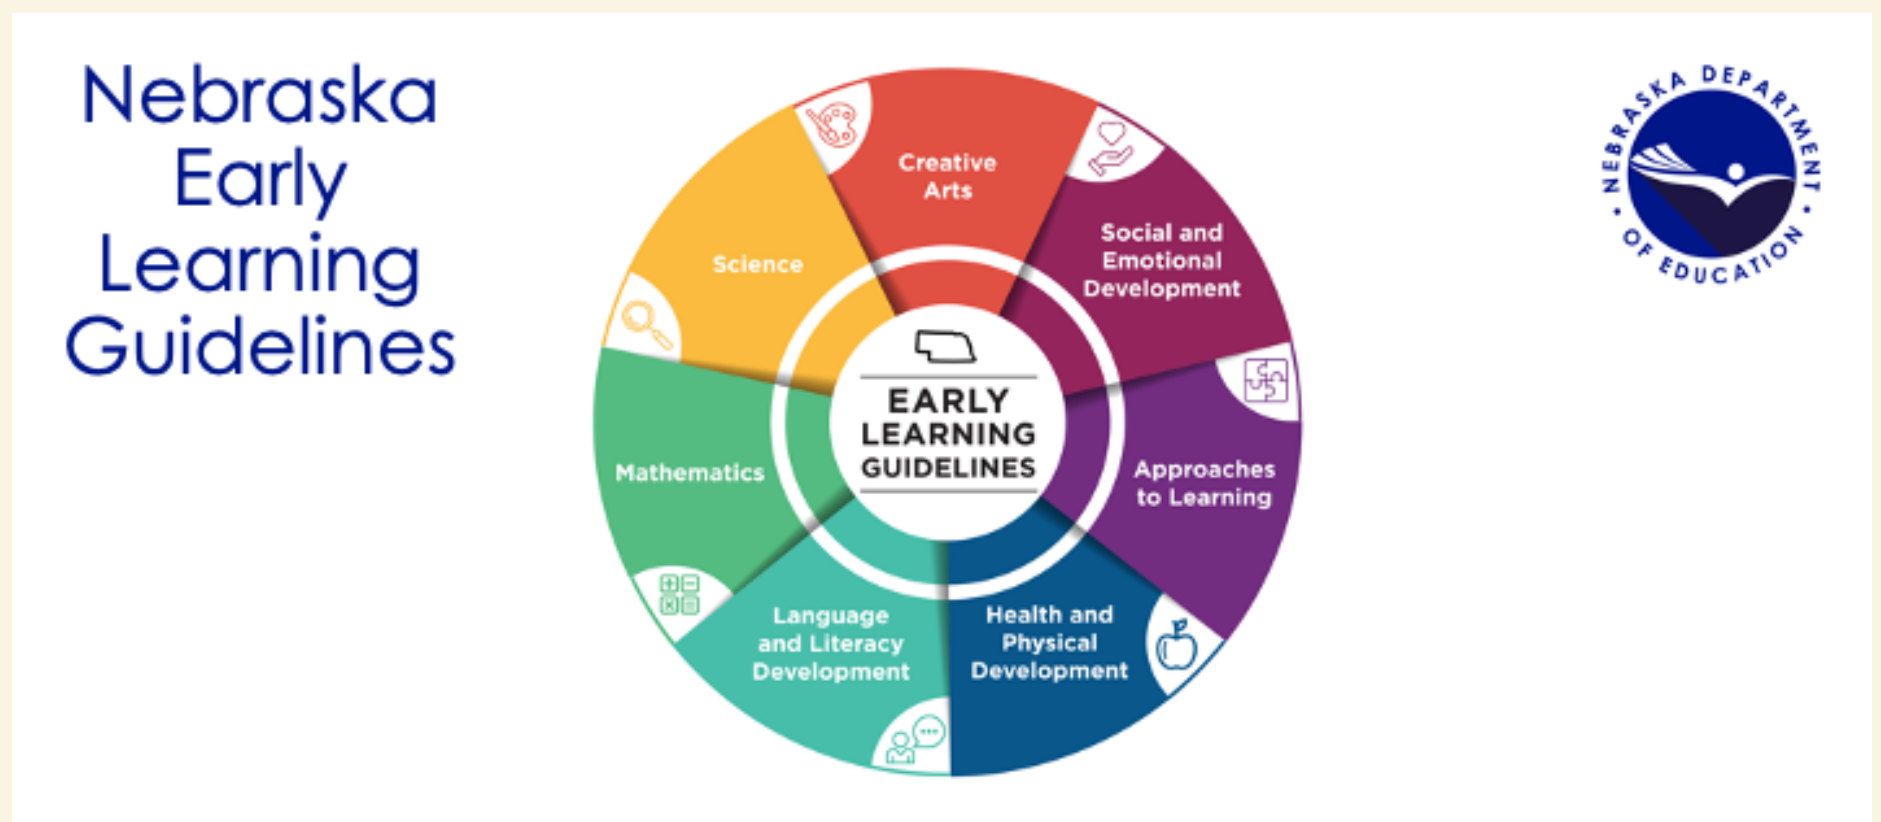 Nebraska
Early
Learning
Guidelines
Creative
Arts
Social and
Emotional
Development
Approaches
to Learning
Health and
Physical
Development
Language
and Literacy
Development
Mathematics
Science
EARLY
LEARNING
GUIDELINES
NEBRASKA DEPARTMENT
• OF EDUCATION •